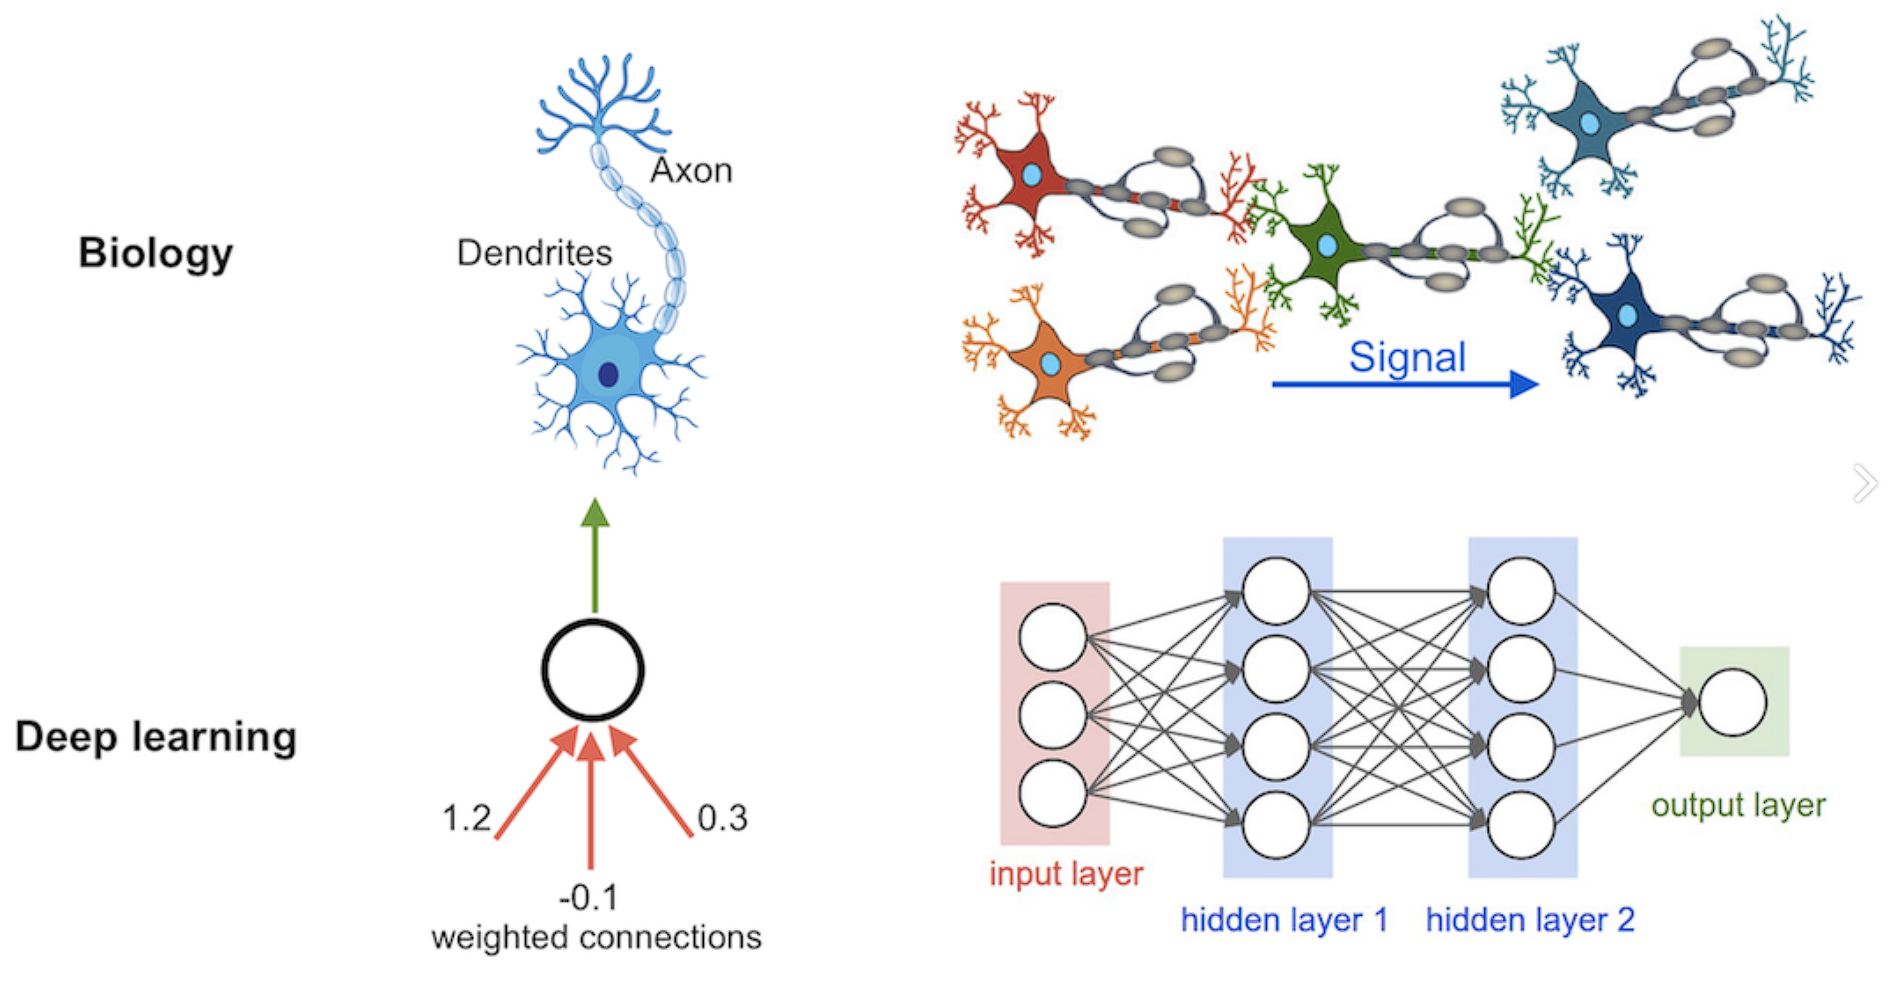 Biology
Axon
Dendrites
Signal
Deep learning
1.2
0.3
-0.1
weighted connections
input layer
hidden layer 1
hidden layer 2
output layer